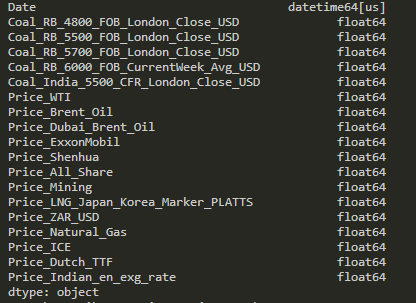 Date datetime64[us]
Coal_RB_4800_FOB_London_Close_USD float64
Coal_RB_5500_FOB_London_Close_USD float64
Coal_RB_5700_FOB_London_Close_USD float64
Coal_RB_6000_FOB_CurrentWeek_Avg_USD float64
Coal_India_5500_CFR_London_Close_USD float64
Price_WTI float64
Price_Brent_Oil float64
Price_Dubai_Brent_Oil float64
Price_ExxonMobil float64
Price_Shenhua float64
Price_All_Share float64
Price_Mining float64
Price_LNG_Japan_Korea_Marker_PLATTS float64
Price_ZAR_USD float64
Price_Natural_Gas float64
Price_ICE float64
Price_Dutch_TTF float64
Price_Indian_en_exg_rate float64
dtype: object